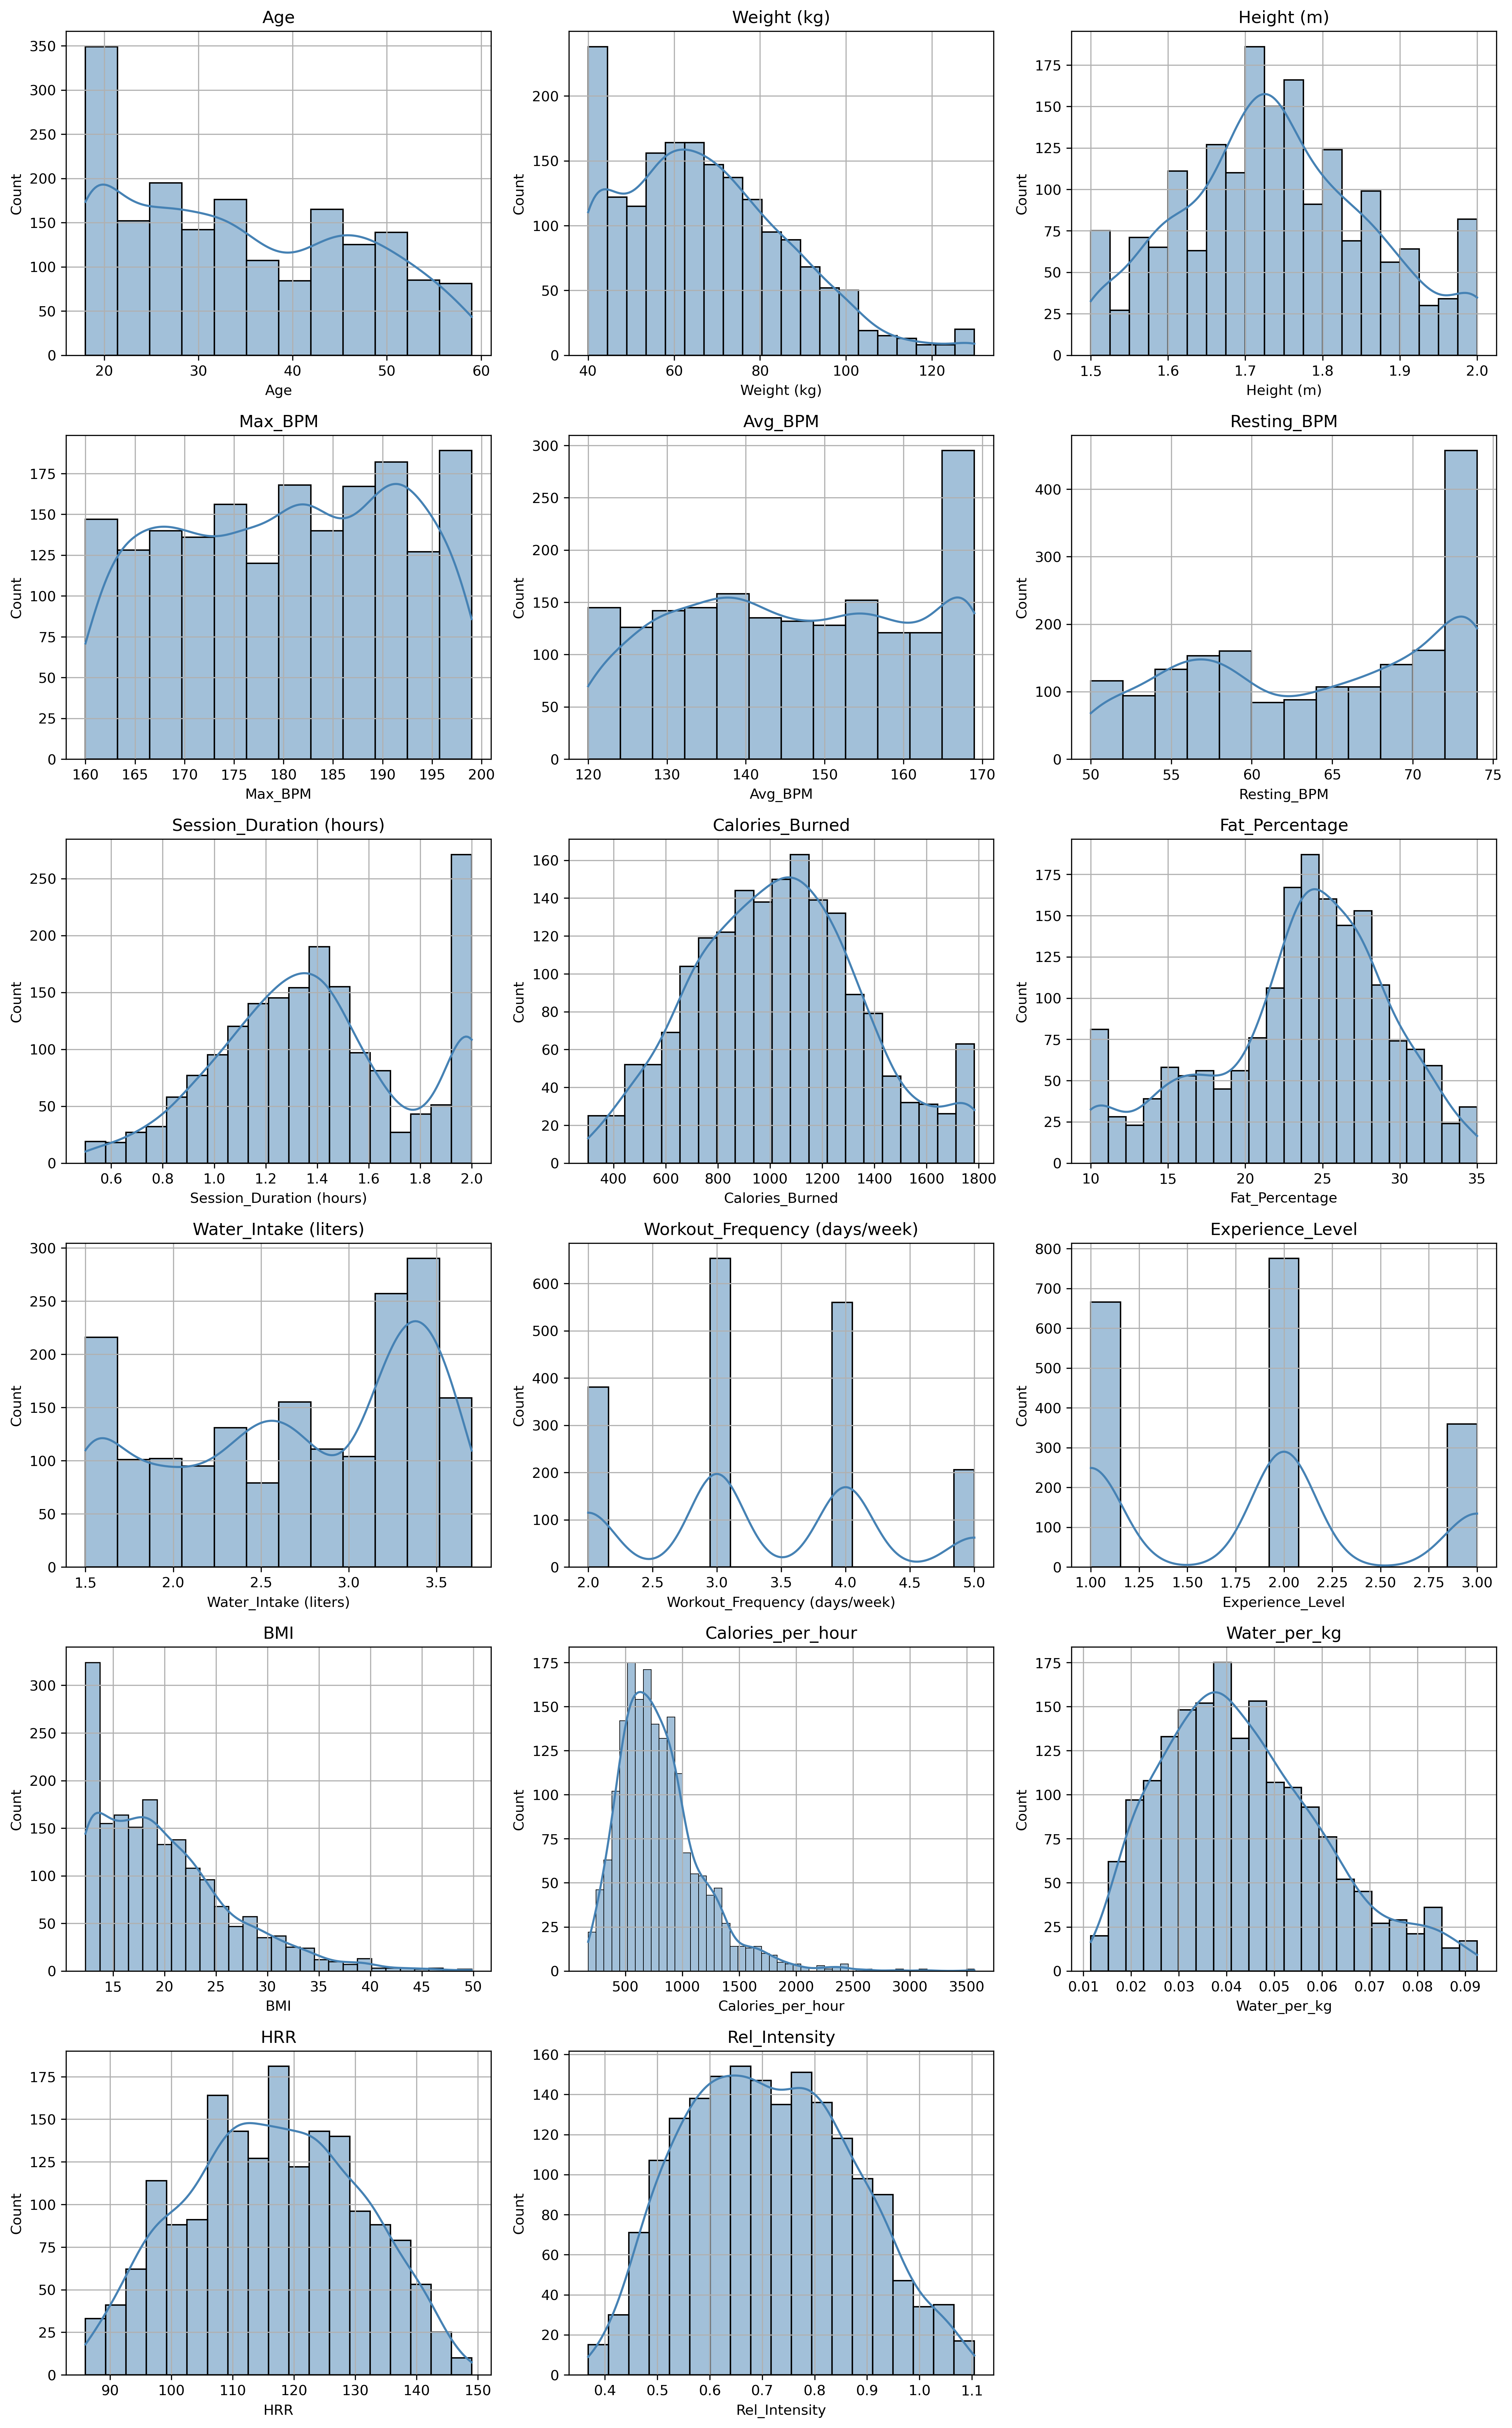 Age
Count
350
300
250
200
150
100
50
0
20 30 40 50 60
Age
Weight (kg)
Count
200
150
100
50
0
40 60 80 100 120
Weight (kg)
Height (m)
Count
175
150
125
100
75
50
25
0
1.5 1.6 1.7 1.8 1.9 2.0
Height (m)
Max_BPM
Count
175
150
125
100
75
50
25
0
160 165 170 175 180 185 190 195 200
Max_BPM
Avg_BPM
Count
300
250
200
150
100
50
0
120 130 140 150 160 170
Avg_BPM
Resting_BPM
Count
400
300
200
100
0
50 55 60 65 70 75
Resting_BPM
Session_Duration (hours)
Count
250
200
150
100
50
0
0.6 0.8 1.0 1.2 1.4 1.6 1.8 2.0
Session_Duration (hours)
Calories_Burned
Count
160
140
120
100
80
60
40
20
0
400 600 800 1000 1200 1400 1600 1800
Calories_Burned
Fat_Percentage
Count
175
150
125
100
75
50
25
0
10 15 20 25 30 35
Fat_Percentage
Water_Intake (liters)
Count
300
250
200
150
100
50
0
1.5 2.0 2.5 3.0 3.5
Water_Intake (liters)
Workout_Frequency (days/week)
Count
600
500
400
300
200
100
0
2.0 2.5 3.0 3.5 4.0 4.5 5.0
Workout_Frequency (days/week)
Experience_Level
Count
800
700
600
500
400
300
200
100
0
1.00 1.25 1.50 1.75 2.00 2.25 2.50 2.75 3.00
Experience_Level
BMI
Count
300
250
200
150
100
50
0
15 20 25 30 35 40 45 50
BMI
Calories_per_hour
Count
175
150
125
100
75
50
25
0
500 1000 1500 2000 2500 3000 3500
Calories_per_hour
Water_per_kg
Count
175
150
125
100
75
50
25
0
0.01 0.02 0.03 0.04 0.05 0.06 0.07 0.08 0.09
Water_per_kg
HRR
Count
175
150
125
100
75
50
25
0
90 100 110 120 130 140 150
HRR
Rel_Intensity
Count
160
140
120
100
80
60
40
20
0
0.4 0.5 0.6 0.7 0.8 0.9 1.0 1.1
Rel_Intensity